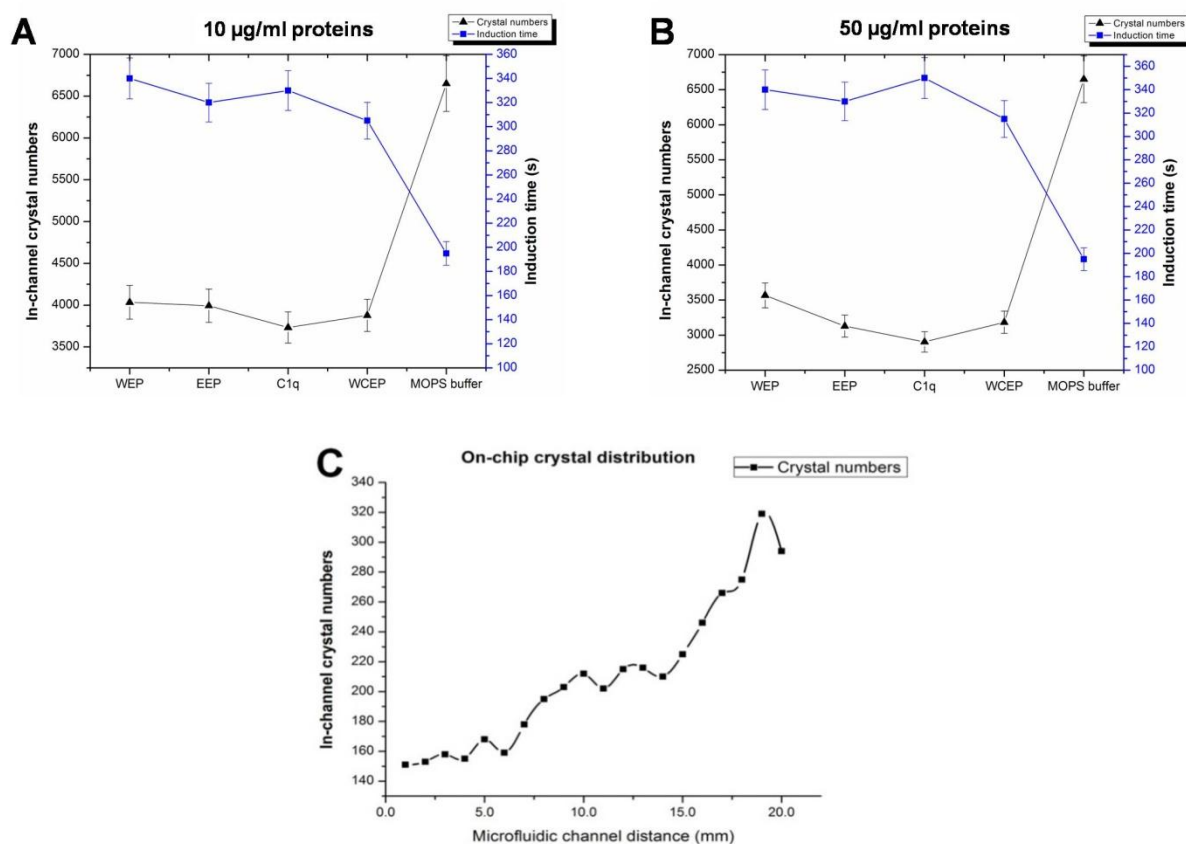 A
10 µg/ml proteins
Crystal numbers
Induction time
In-channel crystal numbers
7000
6500
6000
5500
5000
4500
4000
3500
360
340
320
300
280
260
240
220
200
180
160
140
120
100
Induction time (s)
WEP EEP C1q WCEP MOPS buffer
B
50 µg/ml proteins
Crystal numbers
Induction time
In-channel crystal numbers
7000
6500
6000
5500
5000
4500
4000
3500
3000
2500
360
340
320
300
280
260
240
220
200
180
160
140
120
100
Induction time (s)
WEP EEP C1q WCEP MOPS buffer
C
On-chip crystal distribution
Crystal numbers
In-channel crystal numbers
340
320
300
280
260
240
220
200
180
160
140
0.0 5.0 10.0 15.0 20.0
Microfluidic channel distance (mm)